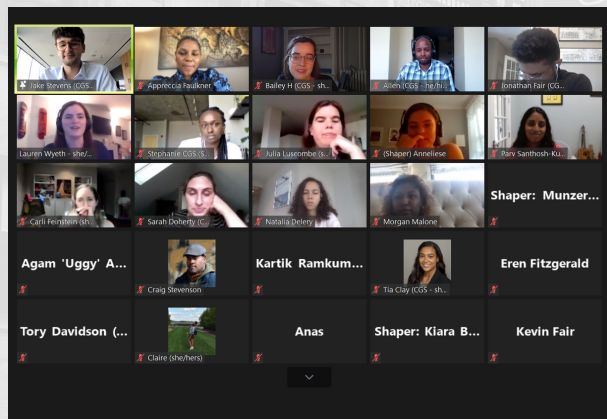 Jake Stevens (CGS...
Appreccia Faulkner
Bailey H (CGS - sh...
Allen (CGS - he/hi...
Jonathan Fair (CG...
Lauren Wyeth - she/...
Stephanie CGS (S...
Julia Luscombe (s...
(Shaper) Anneliese
Parv Santhosh-Ku...
Carli Feinstein (sh...
Sarah Doherty (C...
Natalia Delery
Morgan Malone
Shaper: Munzer...
Agam 'Uggy' A...
Craig Stevenson
Kartik Ramkum...
Tia Clay (CGS - sh...
Eren Fitzgerald
Tory Davidson (...
Claire (she/hers)
Anas
Shaper: Kiara B...
Kevin Fair